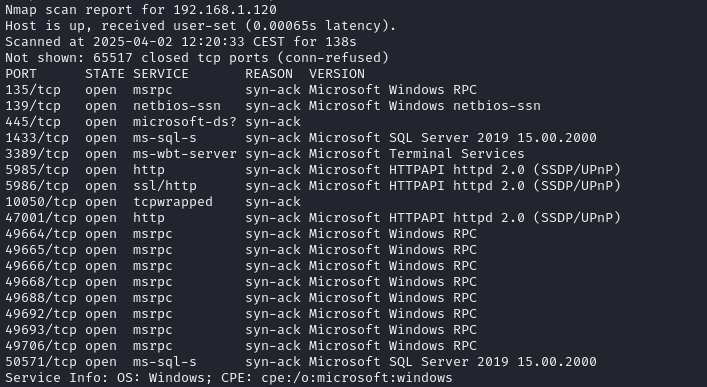 Nmap scan report for 192.168.1.120
Host is up, received user-set (0.00065s latency).
Scanned at 2025-04-02 12:20:33 CEST for 138s
Not shown: 65517 closed tcp ports (conn-refused)
PORT      STATE SERVICE       REASON  VERSION
135/tcp   open  msrpc         syn-ack Microsoft Windows RPC
139/tcp   open  netbios-ssn   syn-ack Microsoft Windows netbios-ssn
445/tcp   open  microsoft-ds? syn-ack
1433/tcp  open  ms-sql-s      syn-ack Microsoft SQL Server 2019 15.00.2000
3389/tcp  open  ms-wbt-server syn-ack Microsoft Terminal Services
5985/tcp  open  http          syn-ack Microsoft HTTPAPI httpd 2.0 (SSDP/UPnP)
5986/tcp  open  ssl/http      syn-ack Microsoft HTTPAPI httpd 2.0 (SSDP/UPnP)
10050/tcp open  tcpwrapped    syn-ack
47001/tcp open  http          syn-ack Microsoft HTTPAPI httpd 2.0 (SSDP/UPnP)
49664/tcp open  msrpc         syn-ack Microsoft Windows RPC
49665/tcp open  msrpc         syn-ack Microsoft Windows RPC
49666/tcp open  msrpc         syn-ack Microsoft Windows RPC
49668/tcp open  msrpc         syn-ack Microsoft Windows RPC
49688/tcp open  msrpc         syn-ack Microsoft Windows RPC
49692/tcp open  msrpc         syn-ack Microsoft Windows RPC
49693/tcp open  msrpc         syn-ack Microsoft Windows RPC
49706/tcp open  msrpc         syn-ack Microsoft Windows RPC
50571/tcp open  ms-sql-s      syn-ack Microsoft SQL Server 2019 15.00.2000
Service Info: OS: Windows; CPE: cpe:/o:microsoft:windows